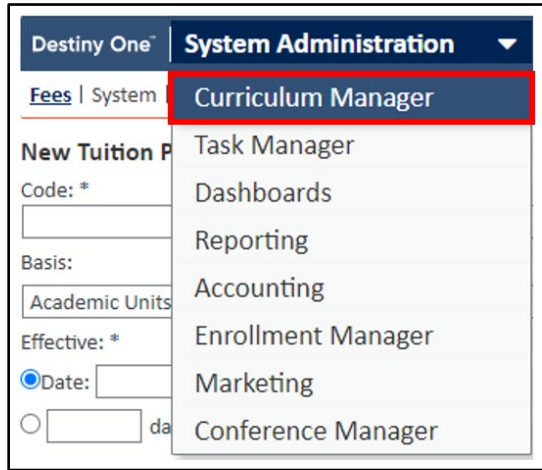 Destiny One™ System Administration
Fees | System |
Curriculum Manager
New Tuition P
Task Manager
Code: *
Dashboards
Reporting
Basis:
Academic Units
Accounting
Effective: *
Enrollment Manager
Date:
Marketing
da
Conference Manager